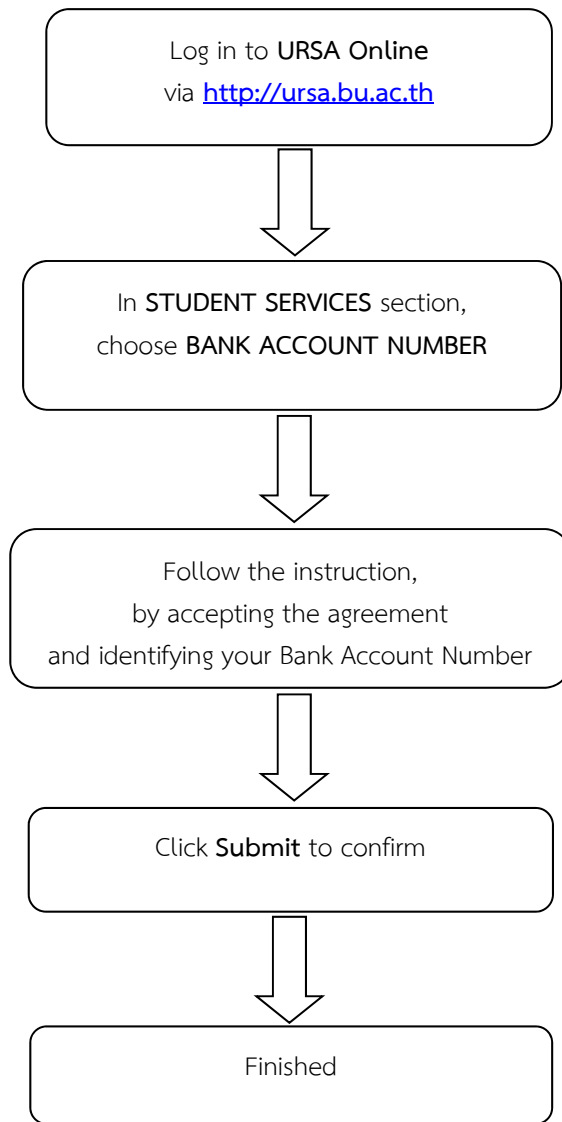 Log in to URSA Online
via http://ursa.bu.ac.th
In STUDENT SERVICES section,
choose BANK ACCOUNT NUMBER
Follow the instruction,
by accepting the agreement
and identifying your Bank Account Number
Click Submit to confirm
Finished